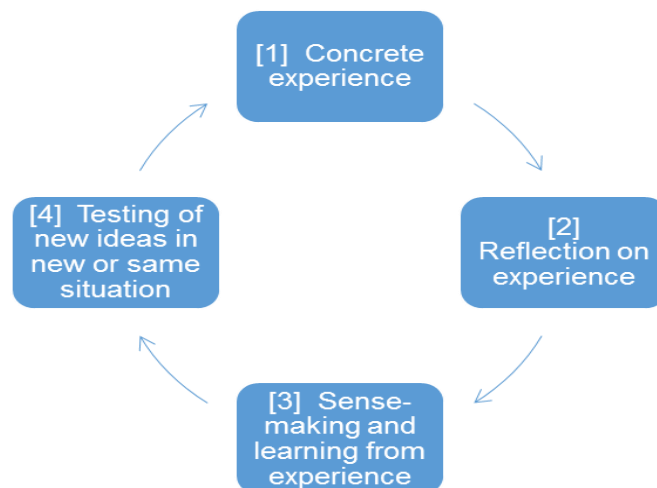 [1]  Concrete
experience
[2]
Reflection on
experience
[3]  Sense-
making and
learning from
experience
[4]  Testing of
new ideas in
new or same
situation